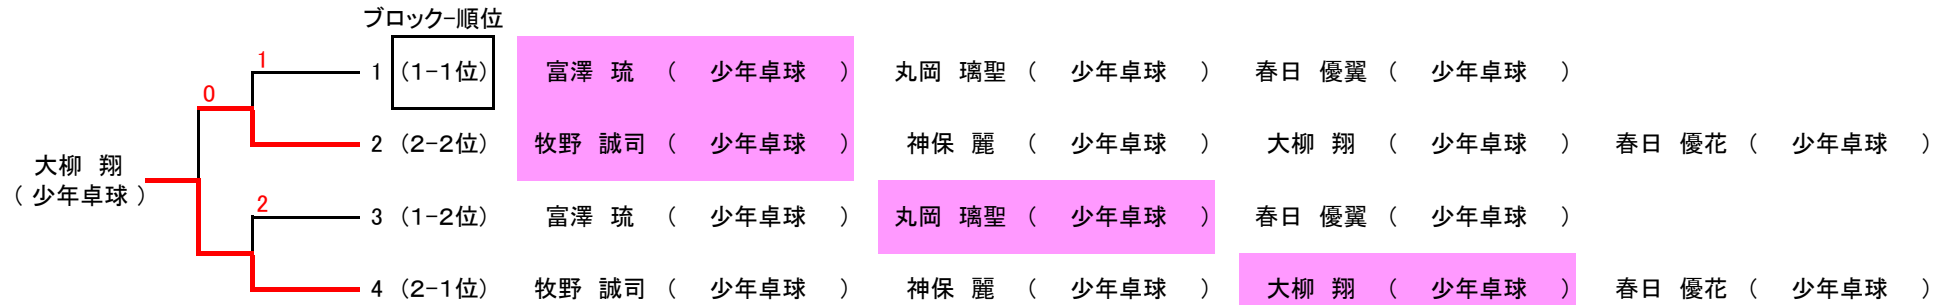 ブロック-順位
1
1 (1-1位) 富澤 琉 ( 少年卓球 ) 丸岡 璃聖 ( 少年卓球 ) 春日 優翼 ( 少年卓球 )
0
2 (2-2位) 牧野 誠司 ( 少年卓球 ) 神保 麗 ( 少年卓球 ) 大柳 翔 ( 少年卓球 ) 春日 優花 ( 少年卓球 )
大柳 翔
( 少年卓球 )
2
3 (1-2位) 富澤 琉 ( 少年卓球 ) 丸岡 璃聖 ( 少年卓球 ) 春日 優翼 ( 少年卓球 )
4 (2-1位) 牧野 誠司 ( 少年卓球 ) 神保 麗 ( 少年卓球 ) 大柳 翔 ( 少年卓球 ) 春日 優花 ( 少年卓球 )